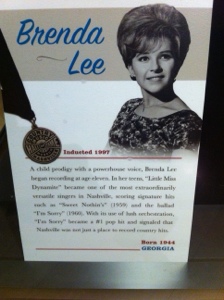 Brenda
Lee
Inducted 1997
A child prodigy with a powerhouse voice, Brenda Lee
began recording at age eleven. In her teens, "Little Miss
Dynamite" became one of the most extraordinarily
versatile singers in Nashville, scoring signature hits
such as "Sweet Nothin's" (1959) and the ballad
"I'm Sorry" (1960). With its use of lush orchestration,
"I'm Sorry" became a #1 pop hit and signaled that
Nashville was not just a place to record country hits.
Born 1944
GEORGIA